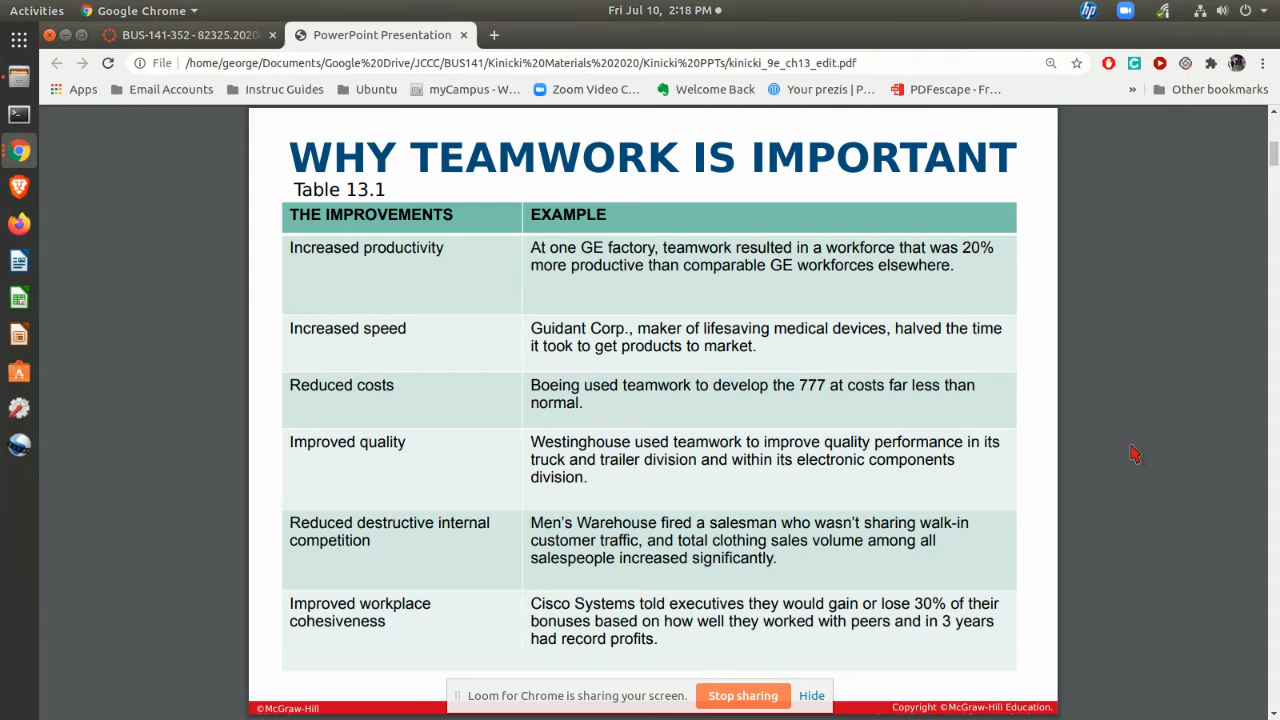 Activities Google Chrome Fri Jul 10, 2:18 PM
BUS-141-352 - 82325.2020 PowerPoint Presentation
File /home/george/Documents/Google%20Drive/JCCC/BUS141/Kinicki%20Materials%202020/Kinicki%20PPTs/kinicki_9e_ch13_edit.pdf
Apps Email Accounts Instruc Guides Ubuntu myCampus - W... Zoom Video C... Welcome Back Your prezis | P... PDFescape - Fr... » Other bookmarks
WHY TEAMWORK IS IMPORTANT
Table 13.1
THE IMPROVEMENTS EXAMPLE
Increased productivity
At one GE factory, teamwork resulted in a workforce that was 20%
more productive than comparable GE workforces elsewhere.
Increased speed
Guidant Corp., maker of lifesaving medical devices, halved the time
it took to get products to market.
Reduced costs
Boeing used teamwork to develop the 777 at costs far less than
normal.
Improved quality
Westinghouse used teamwork to improve quality performance in its
truck and trailer division and within its electronic components
division.
Reduced destructive internal
competition
Men's Warehouse fired a salesman who wasn't sharing walk-in
customer traffic, and total clothing sales volume among all
salespeople increased significantly.
Improved workplace
cohesiveness
Cisco Systems told executives they would gain or lose 30% of their
bonuses based on how well they worked with peers and in 3 years
had record profits.
Loom for Chrome is sharing your screen. Stop sharing Hide
©McGraw-Hill Copyright ©McGraw-Hill Education.